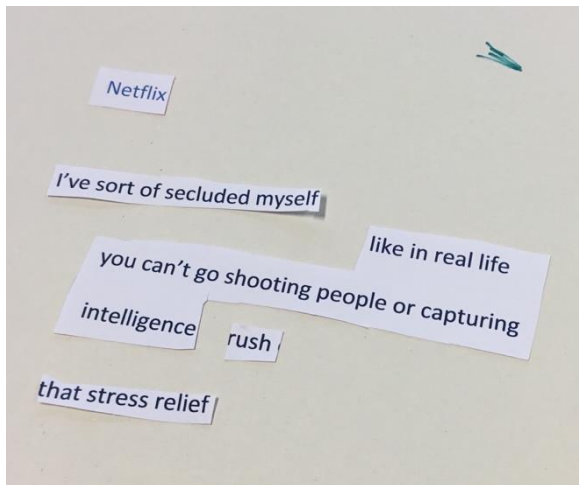 Netflix
I've sort of secluded myself
like in real life
you can't go shooting people or capturing
intelligence
rush
that stress relief